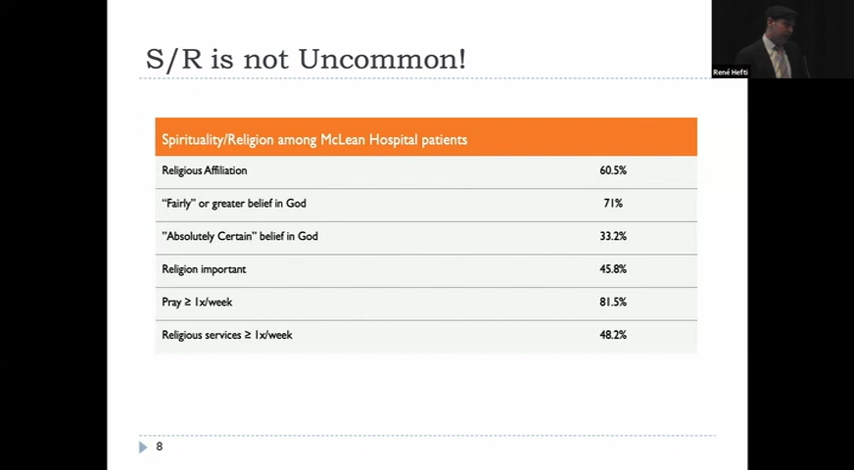 S/R is not Uncommon!
René Hefti
Spirituality/Religion among McLean Hospital patients
Religious Affiliation 60.5%
“Fairly” or greater belief in God 71%
”Absolutely Certain” belief in God 33.2%
Religion important 45.8%
Pray ≥ 1x/week 81.5%
Religious services ≥ 1x/week 48.2%
8